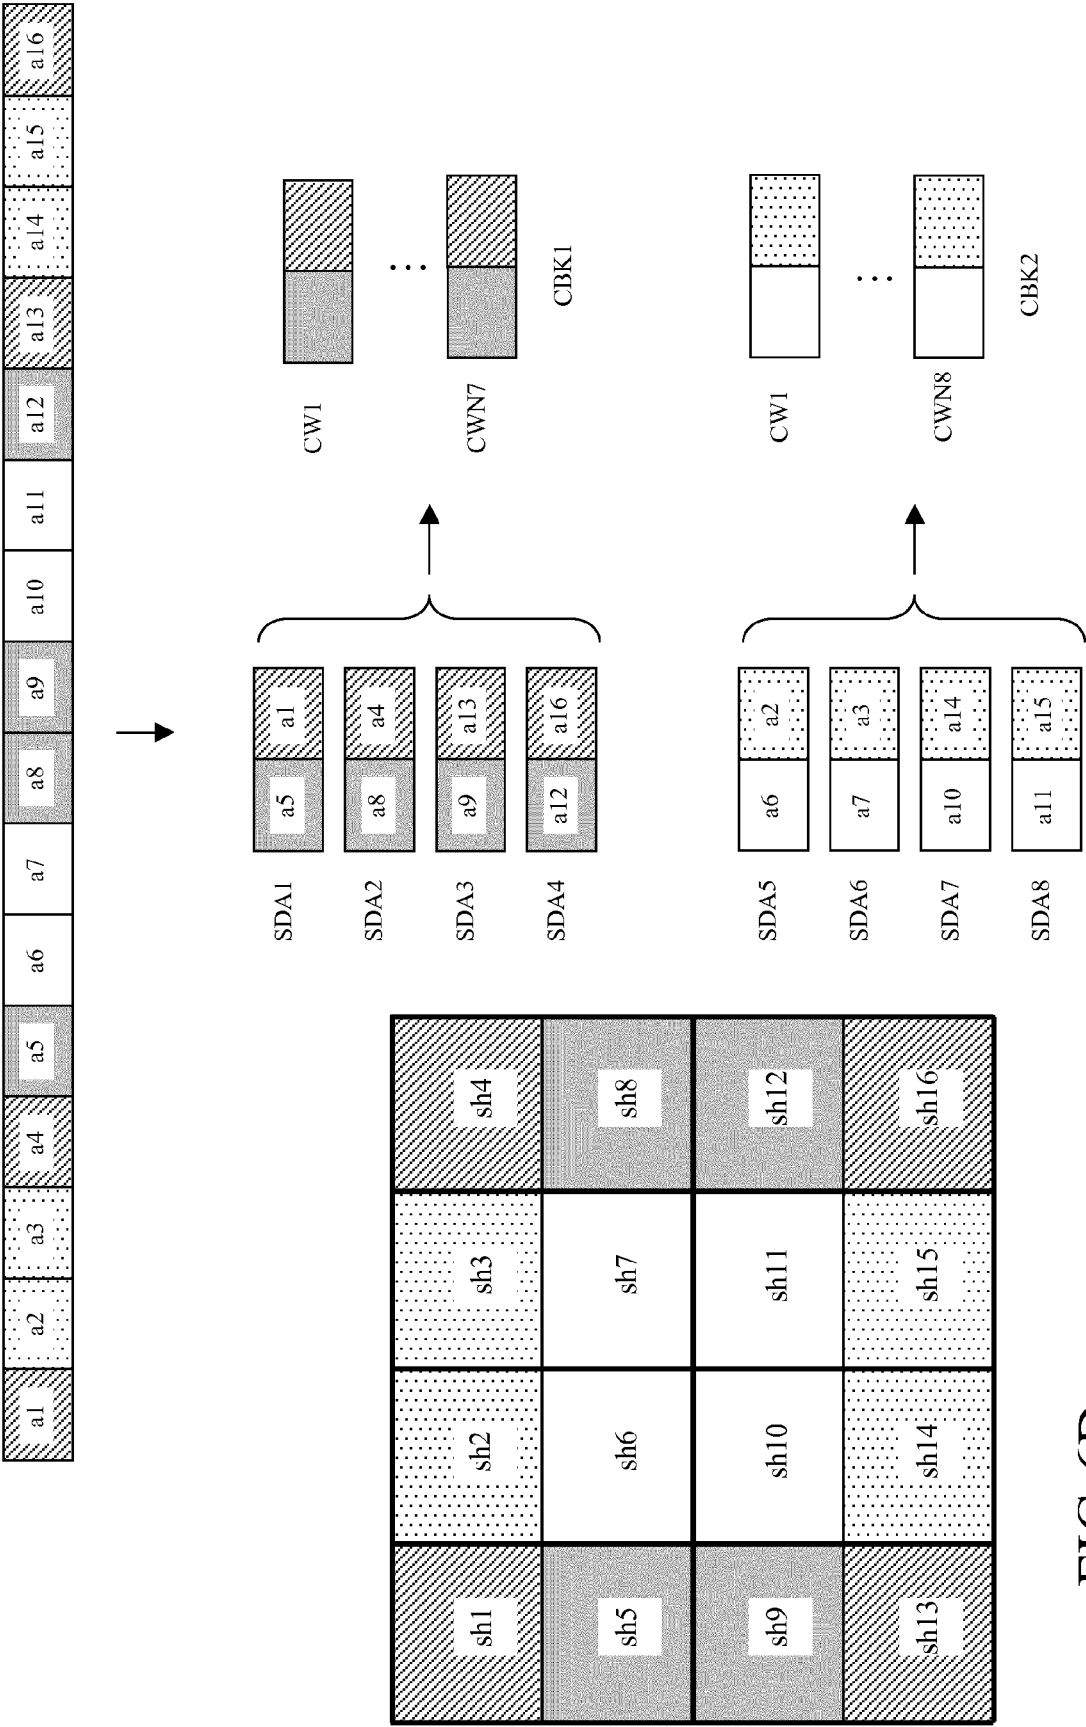 a1 a2 a3 a4 a5 a6 a7 a8 a9 a10 a11 a12 a13 a14 a15 a16
sh1 sh2 sh3 sh4
sh5 sh6 sh7 sh8
sh9 sh10 sh11 sh12
sh13 sh14 sh15 sh16
SDA1 a5 a1
SDA2 a8 a4
SDA3 a9 a13
SDA4 a12 a16
CW1
...
CWN7
CBK1
SDA5 a6 a2
SDA6 a7 a3
SDA7 a10 a14
SDA8 a11 a15
CW1
...
CWN8
CBK2
FIG.